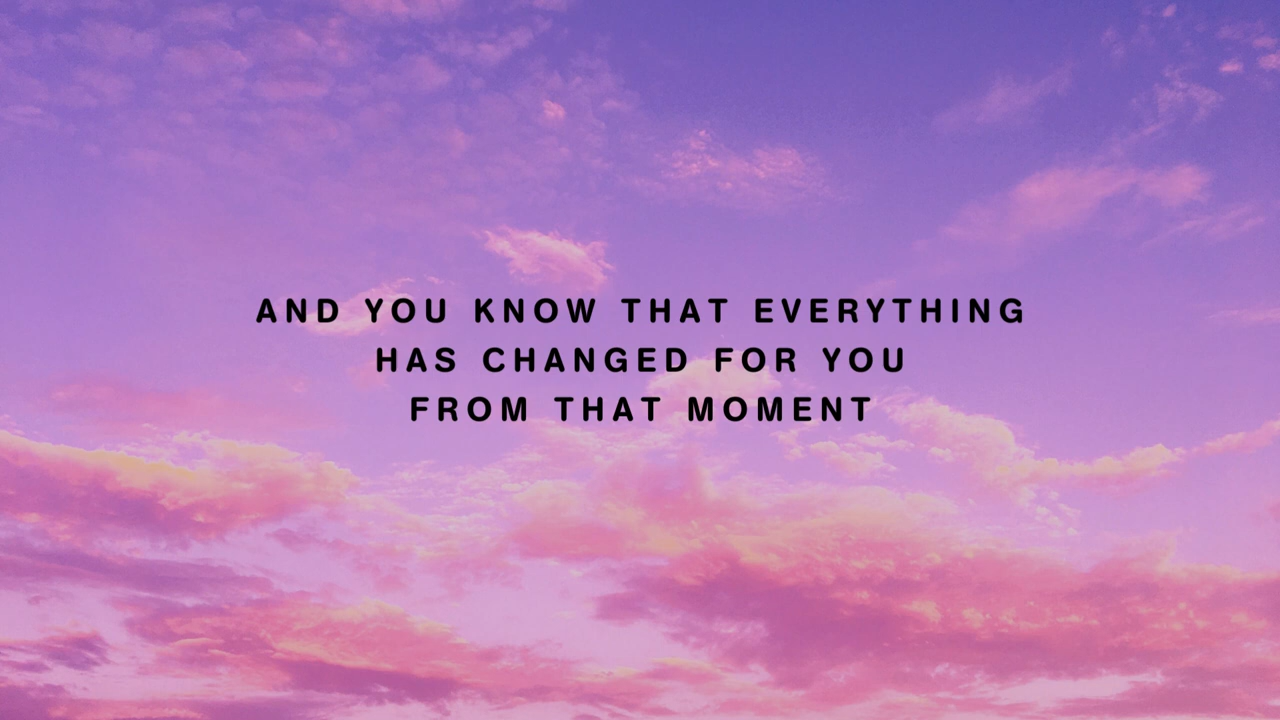 AND YOU KNOW THAT EVERYTHING
HAS CHANGED FOR YOU
FROM THAT MOMENT